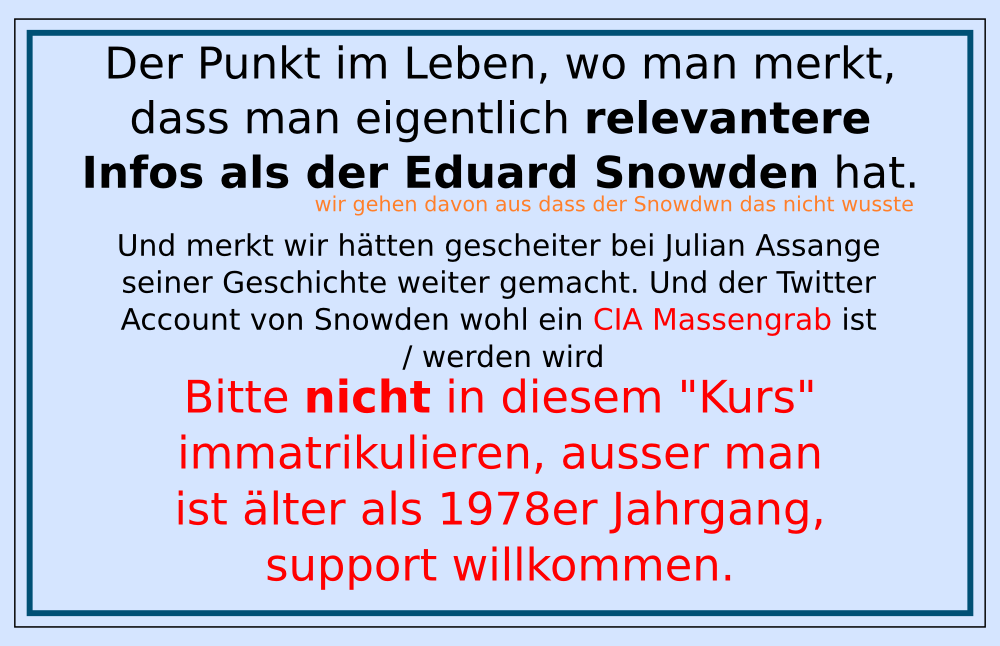 Der Punkt im Leben, wo man merkt,
dass man eigentlich relevantere
Infos als der Eduard Snowden hat.
wir gehen davon aus dass der Snowdwn das nicht wusste
Und merkt wir hätten gescheiter bei Julian Assange
seiner Geschichte weiter gemacht. Und der Twitter
Account von Snowden wohl ein CIA Massengrab ist
/ werden wird
Bitte nicht in diesem "Kurs"
immatrikulieren, ausser man
ist älter als 1978er Jahrgang,
support willkommen.